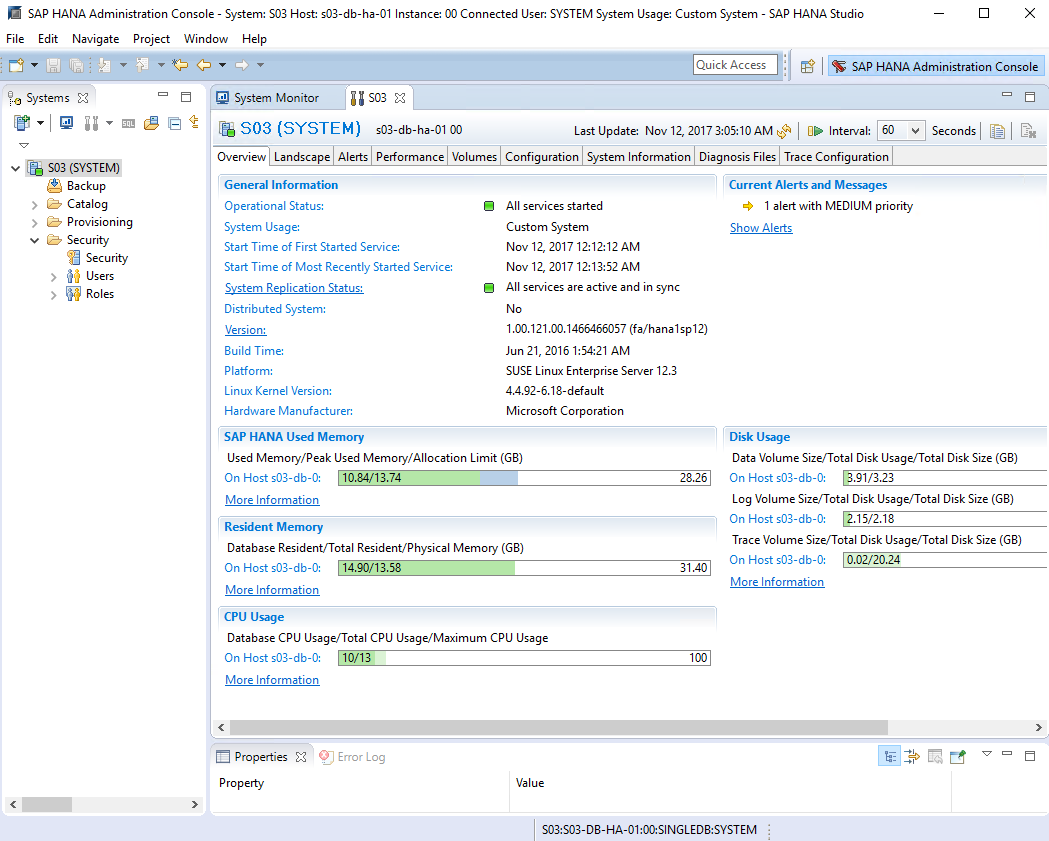 SAP HANA Administration Console - System: S03 Host: s03-db-ha-01 Instance: 00 Connected User: SYSTEM System Usage: Custom System - SAP HANA Studio
File Edit Navigate Project Window Help
Quick Access
SAP HANA Administration Console
Systems
SQL
S03 (SYSTEM)
Backup
Catalog
Provisioning
Security
Security
Users
Roles
System Monitor
S03
S03 (SYSTEM) s03-db-ha-01 00
Last Update: Nov 12, 2017 3:05:10 AM Interval: 60 Seconds
Overview Landscape Alerts Performance Volumes Configuration System Information Diagnosis Files Trace Configuration
General Information
Operational Status: All services started
System Usage: Custom System
Start Time of First Started Service: Nov 12, 2017 12:12:12 AM
Start Time of Most Recently Started Service: Nov 12, 2017 12:13:52 AM
System Replication Status: All services are active and in sync
Distributed System: No
Version: 1.00.121.00.1466466057 (fa/hana1sp12)
Build Time: Jun 21, 2016 1:54:21 AM
Platform: SUSE Linux Enterprise Server 12.3
Linux Kernel Version: 4.4.92-6.18-default
Hardware Manufacturer: Microsoft Corporation
Current Alerts and Messages
1 alert with MEDIUM priority
Show Alerts
SAP HANA Used Memory
Used Memory/Peak Used Memory/Allocation Limit (GB)
On Host s03-db-0: 10.84/13.74 28.26
More Information
Resident Memory
Database Resident/Total Resident/Physical Memory (GB)
On Host s03-db-0: 14.90/13.58 31.40
More Information
CPU Usage
Database CPU Usage/Total CPU Usage/Maximum CPU Usage
On Host s03-db-0: 10/13 100
More Information
Disk Usage
Data Volume Size/Total Disk Usage/Total Disk Size (GB)
On Host s03-db-0: 3.91/3.23
Log Volume Size/Total Disk Usage/Total Disk Size (GB)
On Host s03-db-0: 2.15/2.18
Trace Volume Size/Total Disk Usage/Total Disk Size (GB)
On Host s03-db-0: 0.02/20.24
More Information
Properties Error Log
Property Value
S03:S03-DB-HA-01:00:SINGLEDB:SYSTEM